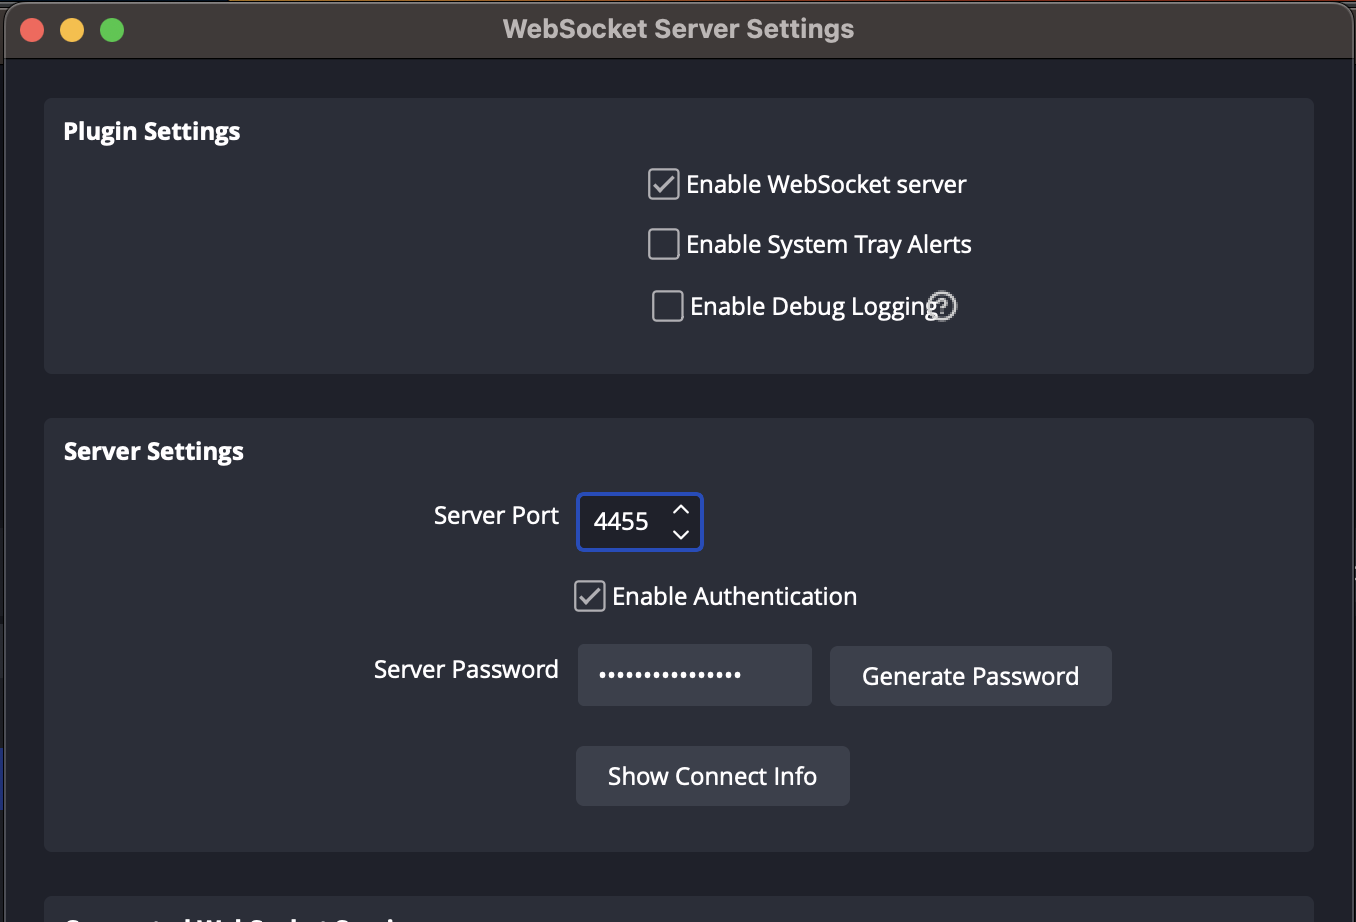 WebSocket Server Settings
Plugin Settings
Enable WebSocket server
Enable System Tray Alerts
Enable Debug Logging ?
Server Settings
Server Port 4455
Enable Authentication
Server Password •••••••••••••••• Generate Password
Show Connect Info